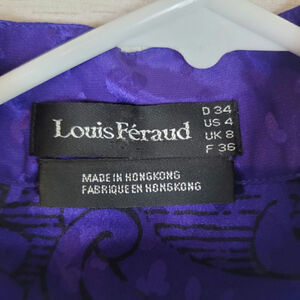 Louis Féraud
D 34
US 4
UK 8
F 36
MADE IN HONGKONG
FABRIQUE EN HONGKONG